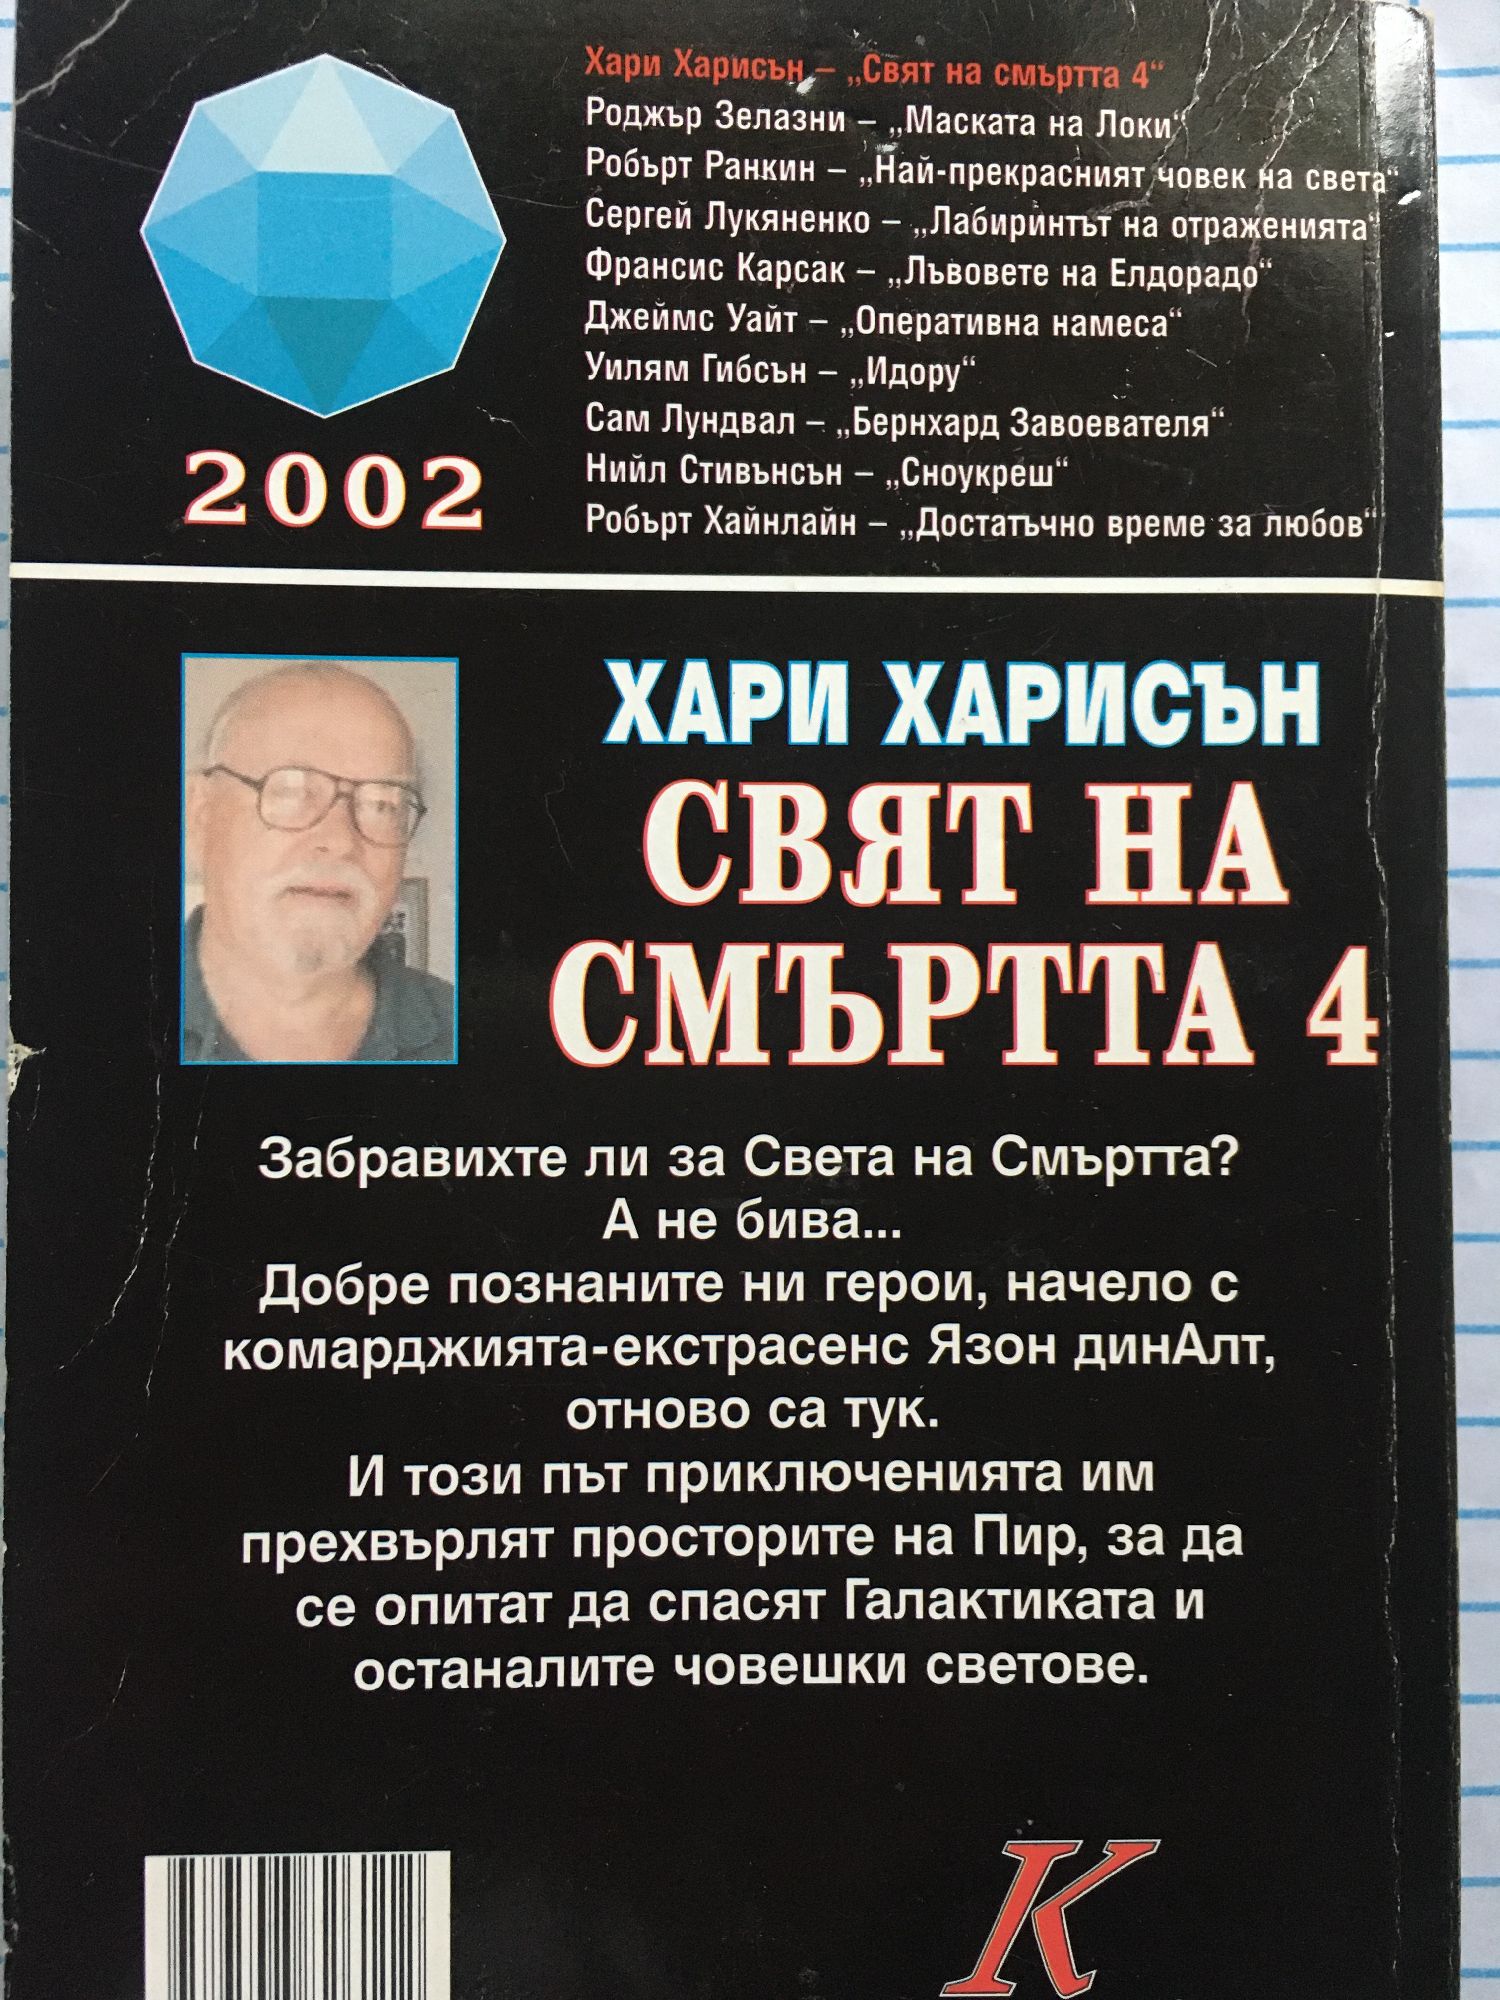 Хари Харисън – „Свят на смъртта 4“
Роджър Зелазни – „Маската на Локи“
Робърт Ранкин – „Най-прекрасният човек на света“
Сергей Лукяненко – „Лабиринтът на отраженията“
Франсис Карсак – „Лъвовете на Елдорадо“
Джеймс Уайт – „Оперативна намеса“
Уилям Гибсън – „Идору“
Сам Лундвал – „Бернхард Завоевателя“
Нийл Стивънсън – „Сноукреш“
Робърт Хайнлайн – „Достатъчно време за любов“
2002
ХАРИ ХАРИСЪН
СВЯТ НА
СМЪРТТА 4
Забравихте ли за Света на Смъртта?
А не бива...
Добре познаните ни герои, начело с
комарджията-екстрасенс Язон динАлт,
отново са тук.
И този път приключенията им
прехвърлят просторите на Пир, за да
се опитат да спасят Галактиката и
останалите човешки светове.
К